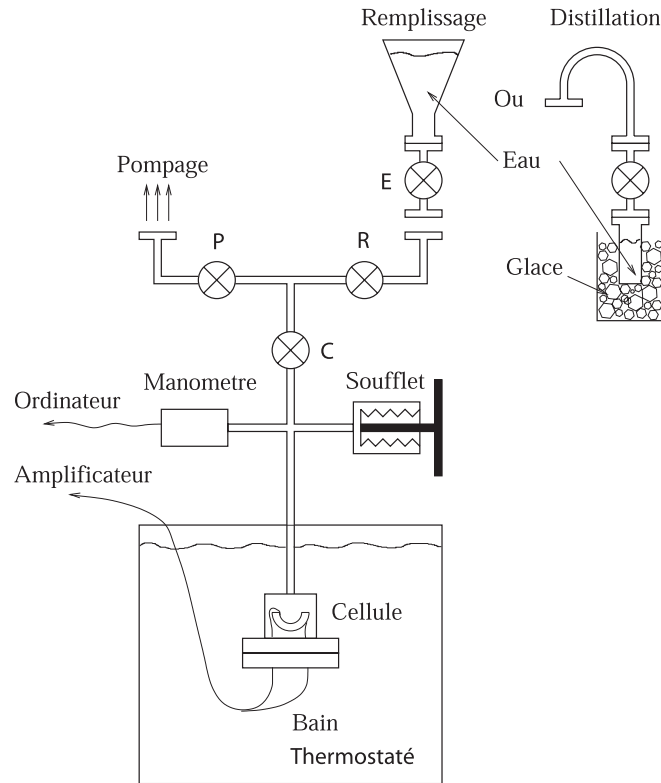 Remplissage
Distillation
Ou
Pompage
E
Eau
P
R
Glace
C
Manometre
Soufflet
Ordinateur
Amplificateur
Cellule
Bain
Thermostaté